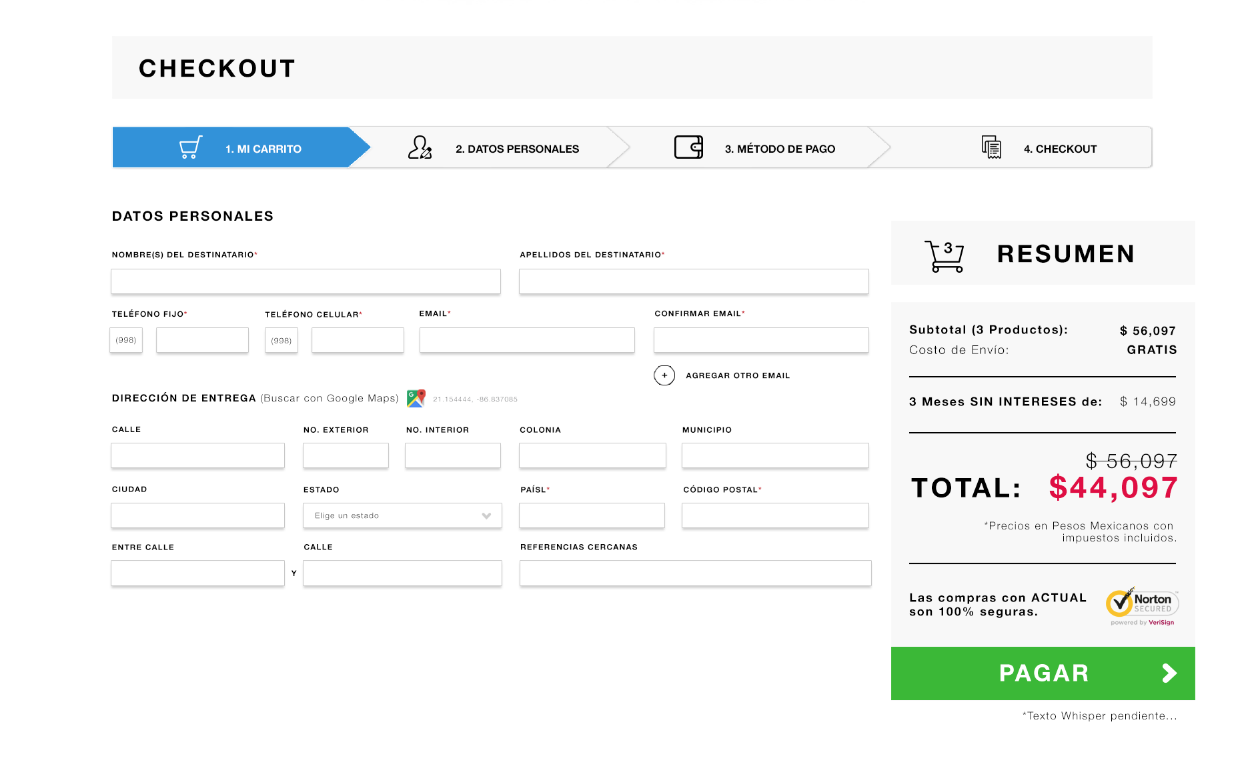 CHECKOUT
1. MI CARRITO
2. DATOS PERSONALES
3. MÉTODO DE PAGO
4. CHECKOUT
DATOS PERSONALES
NOMBRE(S) DEL DESTINATARIO*
APELLIDOS DEL DESTINATARIO*
TELÉFONO FIJO*
TELÉFONO CELULAR*
EMAIL*
CONFIRMAR EMAIL*
(998)
(998)
+ AGREGAR OTRO EMAIL
DIRECCIÓN DE ENTREGA (Buscar con Google Maps) G 21.154444, -86.837085
CALLE
NO. EXTERIOR
NO. INTERIOR
COLONIA
MUNICIPIO
CIUDAD
ESTADO
PAÍSL*
CÓDIGO POSTAL*
Elige un estado
ENTRE CALLE
CALLE
REFERENCIAS CERCANAS
Y
3 RESUMEN
Subtotal (3 Productos): $ 56,097
Costo de Envío: GRATIS
3 Meses SIN INTERESES de: $ 14,699
$ 56,097
TOTAL: $44,097
*Precios en Pesos Mexicanos con
impuestos incluidos.
Las compras con ACTUAL
son 100% seguras.
Norton
SECURED
powered by VeriSign
PAGAR
*Texto Whisper pendiente...